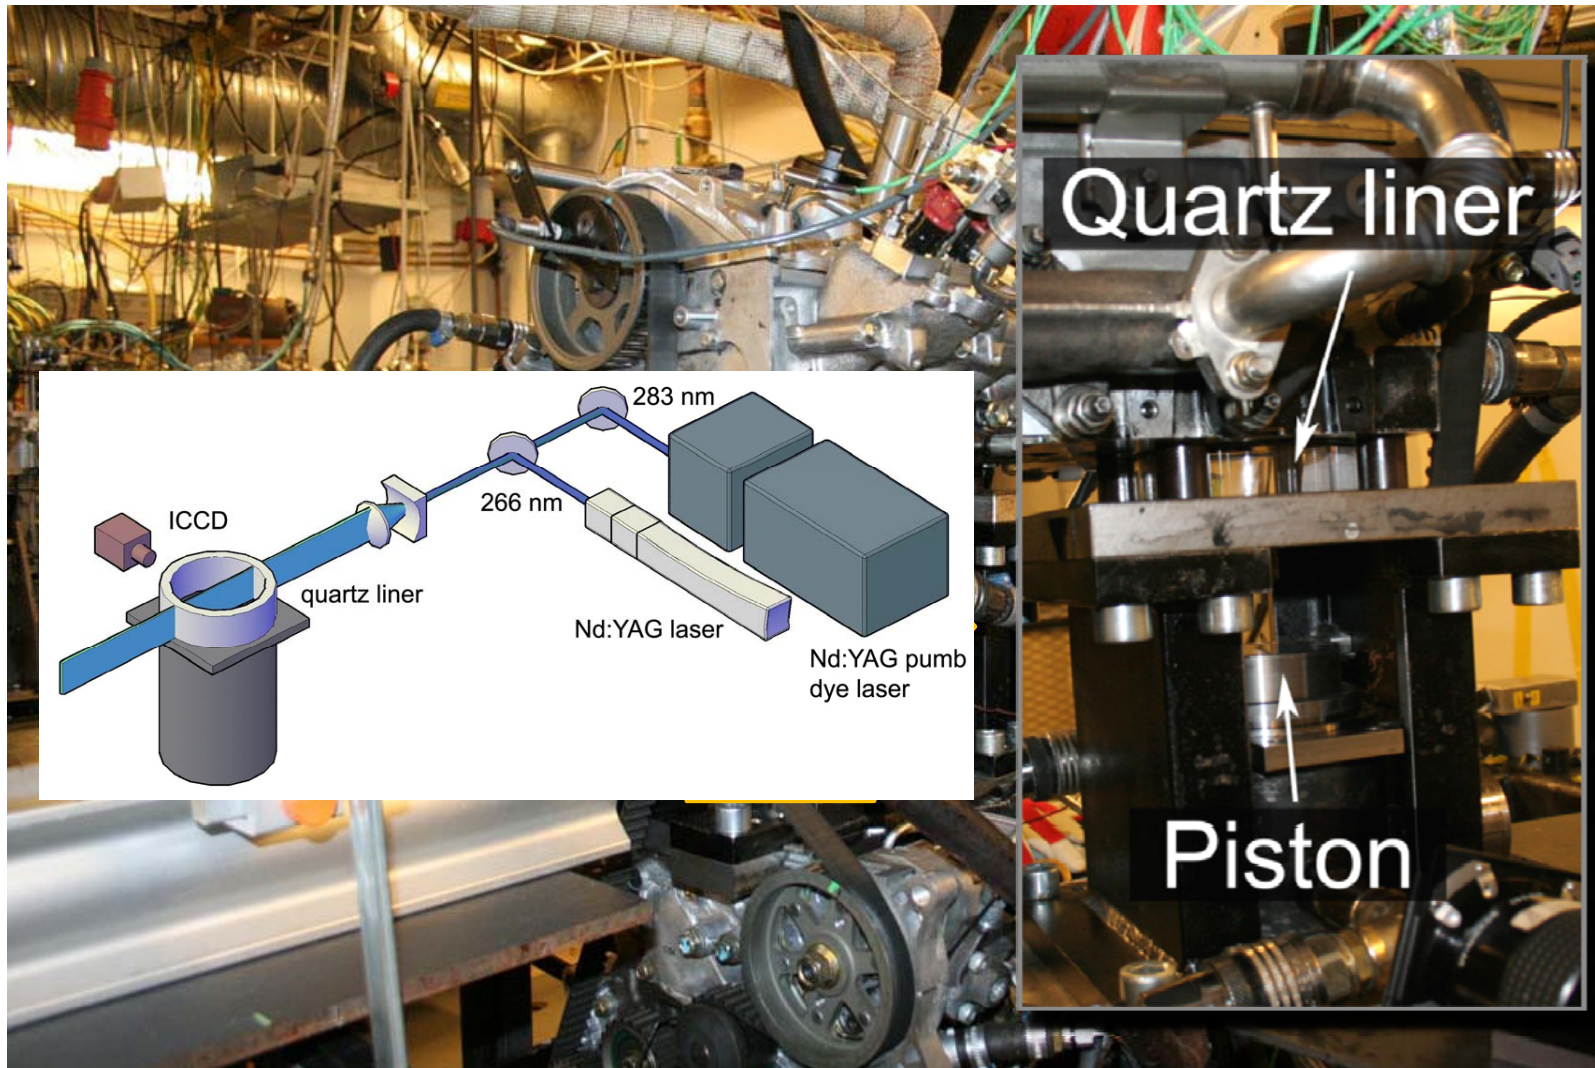 Quartz liner
283 nm
266 nm
ICCD
quartz liner
Nd:YAG laser
Nd:YAG pumb
dye laser
Piston